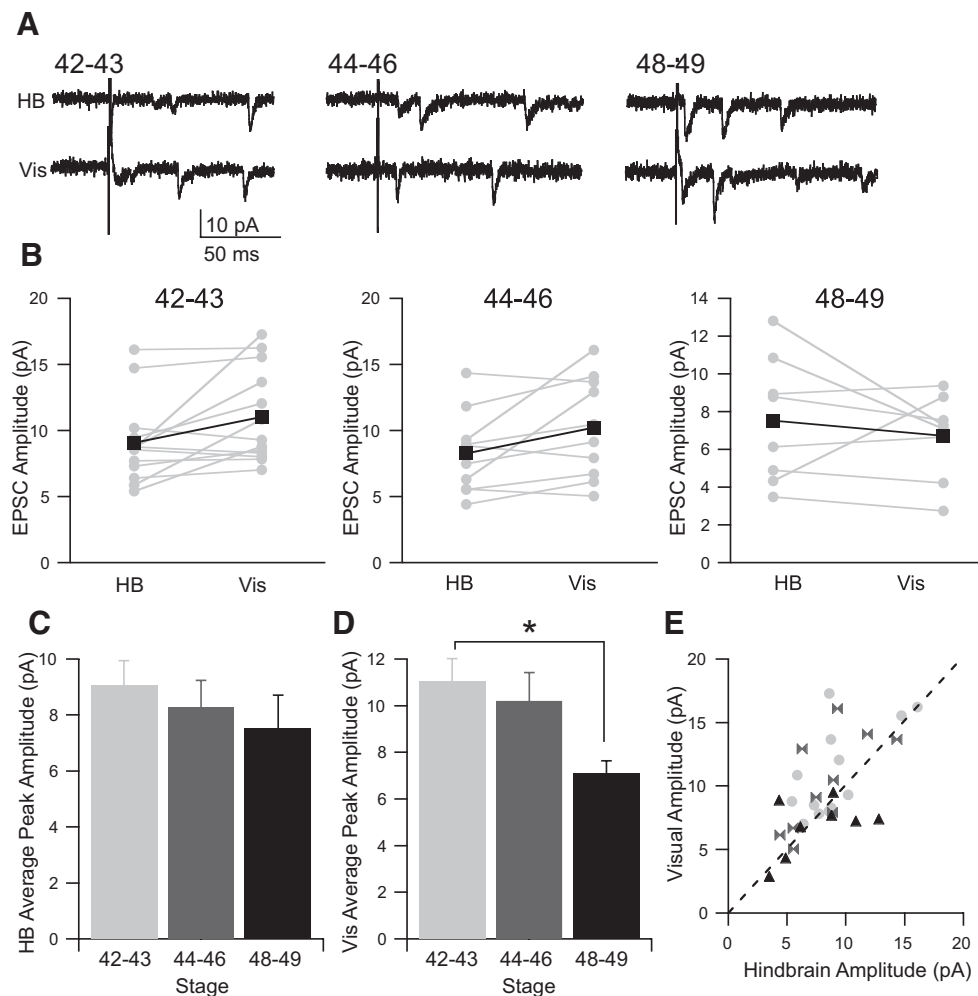 A
42-43 44-46 48-49
HB
Vis
10 pA
50 ms
B
42-43 44-46 48-49
EPSC Amplitude (pA)
20
15
10
5
0
HB Vis
EPSC Amplitude (pA)
20
15
10
5
0
HB Vis
EPSC Amplitude (pA)
14
12
10
8
6
4
2
0
HB Vis
C
HB Average Peak Amplitude (pA)
10
8
6
4
2
0
42-43 44-46 48-49
Stage
D
*
Vis Average Peak Amplitude (pA)
12
10
8
6
4
2
0
42-43 44-46 48-49
Stage
E
Visual Amplitude (pA)
20
15
10
5
0
0 5 10 15 20
Hindbrain Amplitude (pA)